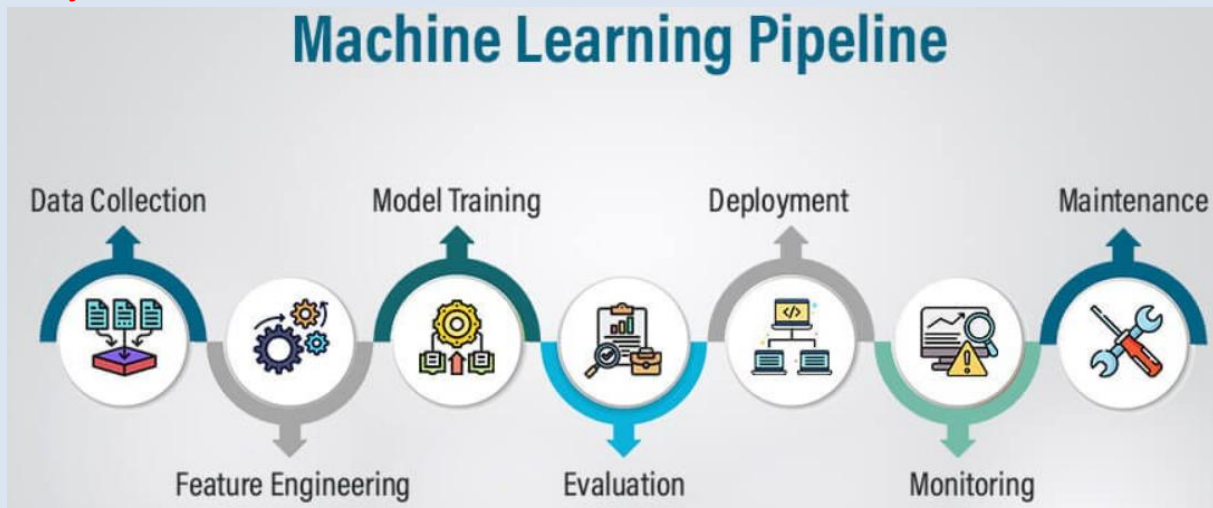 Machine Learning Pipeline
Data Collection
Model Training
Deployment
Maintenance
</>
Feature Engineering
Evaluation
Monitoring